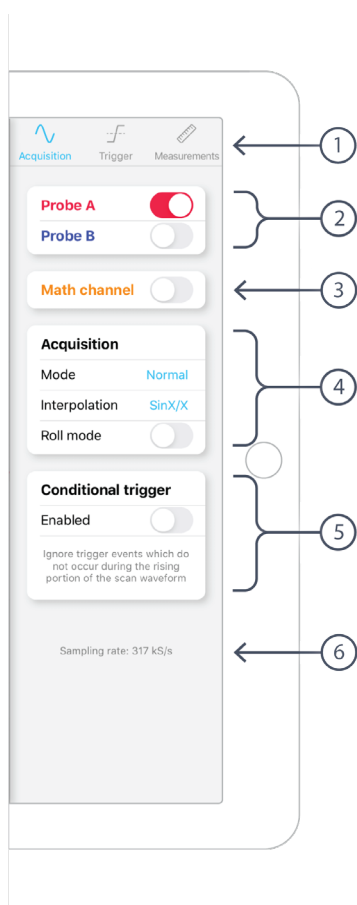 Acquisition Trigger Measurements
1
Probe A
2
Probe B
Math channel
3
Acquisition
Mode Normal
4
Interpolation SinX/X
Roll mode
Conditional trigger
Enabled
5
Ignore trigger events which do
not occur during the rising
portion of the scan waveform
Sampling rate: 317 kS/s
6